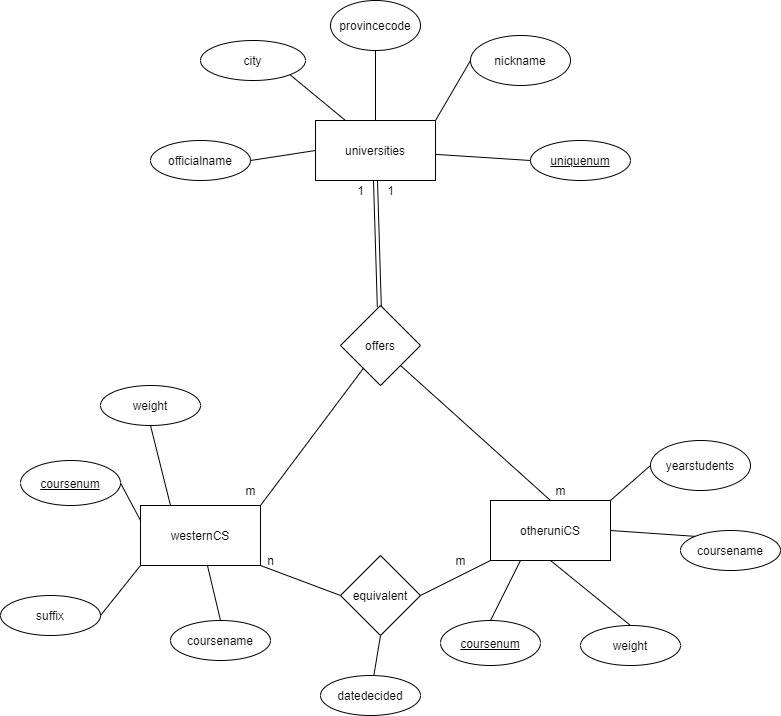 provincecode
city
nickname
universities
officialname
uniquenum
1
1
offers
weight
yearstudents
coursenum
m
m
westernCS
otheruniCS
coursename
n
m
equivalent
suffix
coursename
coursenum
weight
datedecided